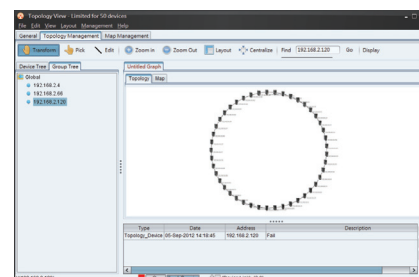 Topology View - Limited for 50 devices
File Edit View Layout Management Help
General Topology Management Map Management
Transform Pick Edit Zoom in Zoom Out Layout Centralize Find 192.168.2.120 Go Display
Device Tree Group Tree
Untitled Graph
Global
Topology Map
192.168.2.4
192.168.2.66
192.168.2.120
Type Date Address Description
Topology_Device 05-Sep-2012 14:18:45 192.168.2.120 Fail